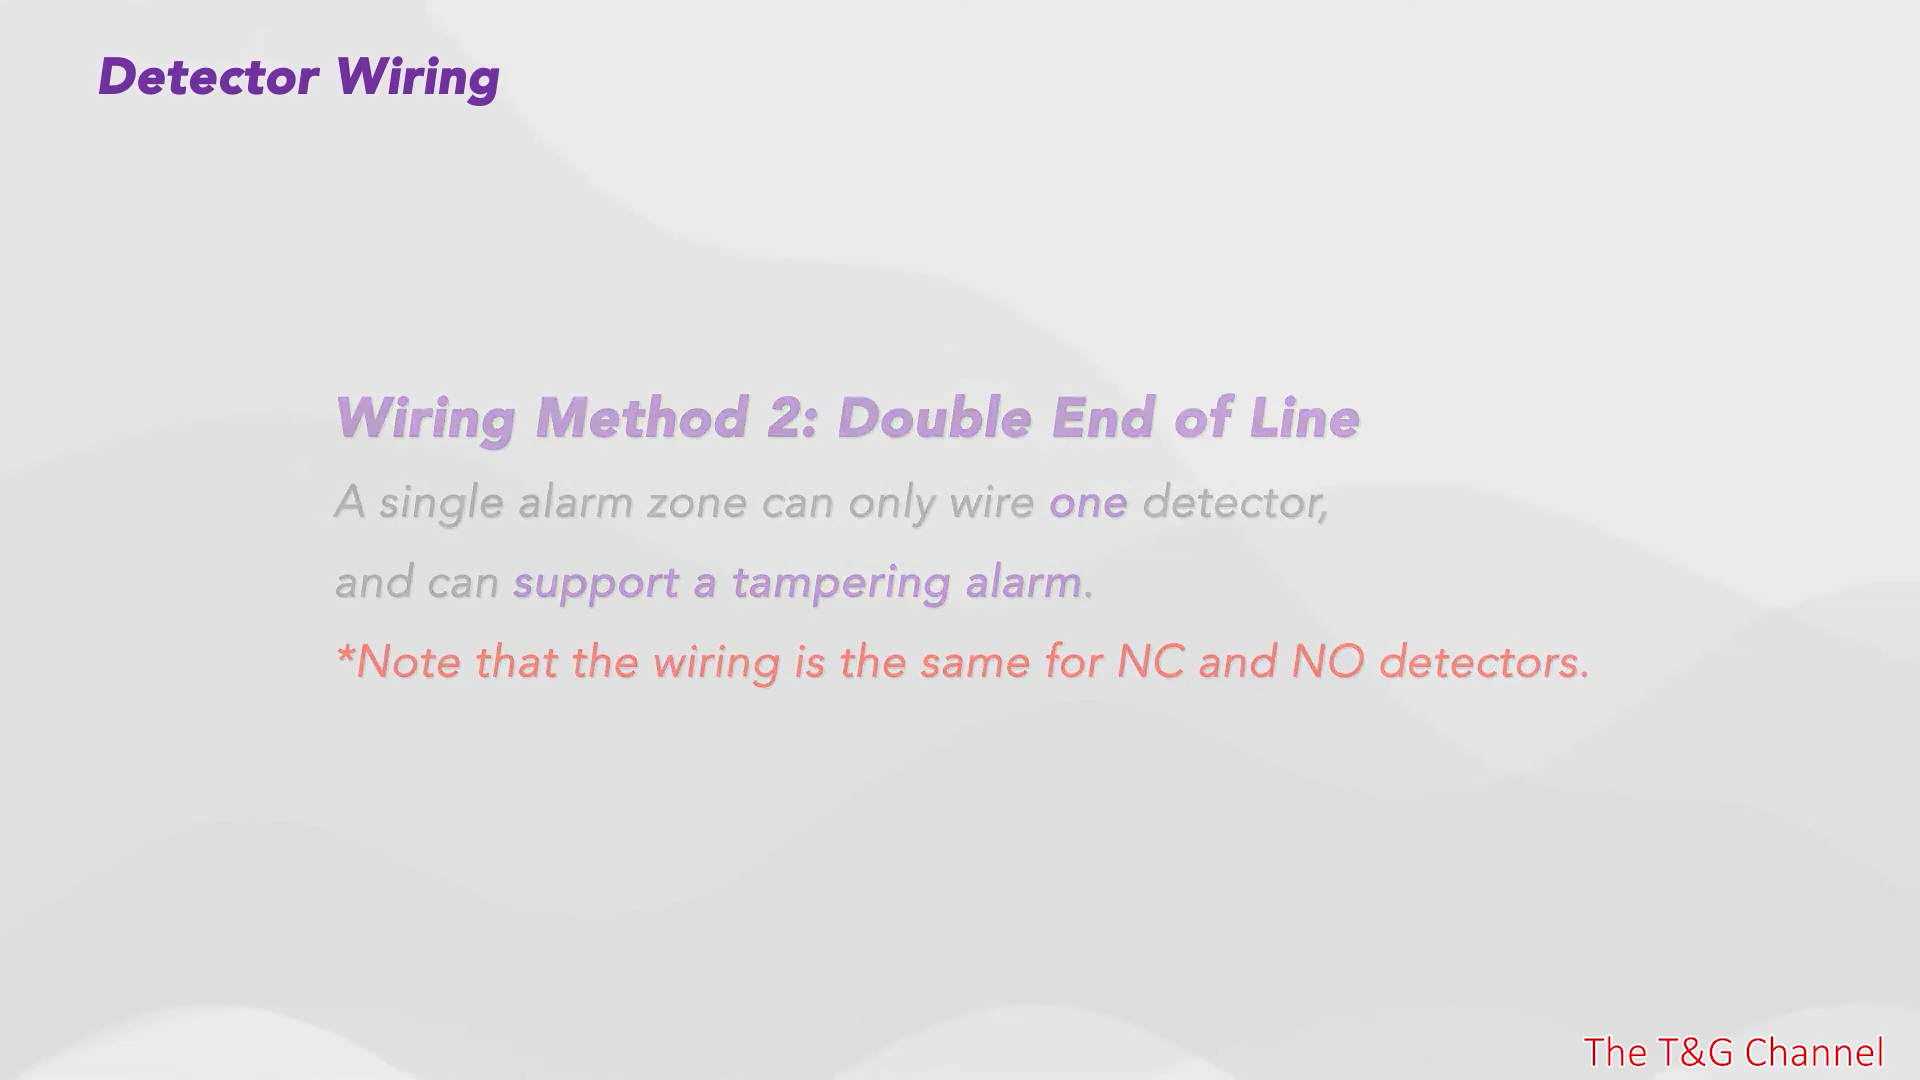 Detector Wiring
Wiring Method 2: Double End of Line
A single alarm zone can only wire one detector,
and can support a tampering alarm.
*Note that the wiring is the same for NC and NO detectors.
The T&G Channel